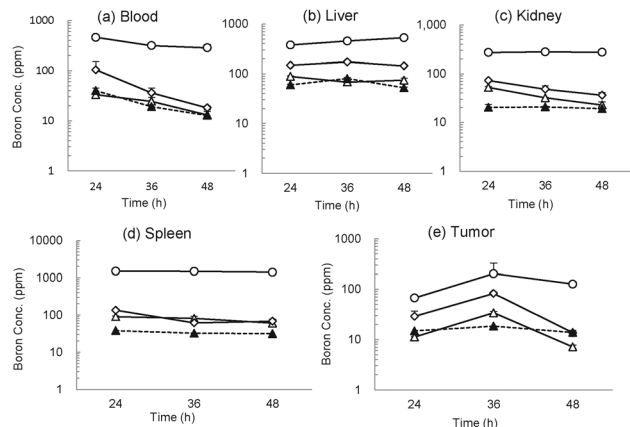 (a) Blood
Boron Conc. (ppm)
1000
100
10
1
24 36 48
Time (h)
(b) Liver
1000
100
10
1
24 36 48
Time (h)
(c) Kidney
1,000
100
10
1
24 36 48
Time (h)
(d) Spleen
Boron Conc. (ppm)
10000
1000
100
10
1
24 36 48
Time (h)
(e) Tumor
Boron Conc. (ppm)
1000
100
10
1
24 36 48
Time (h)